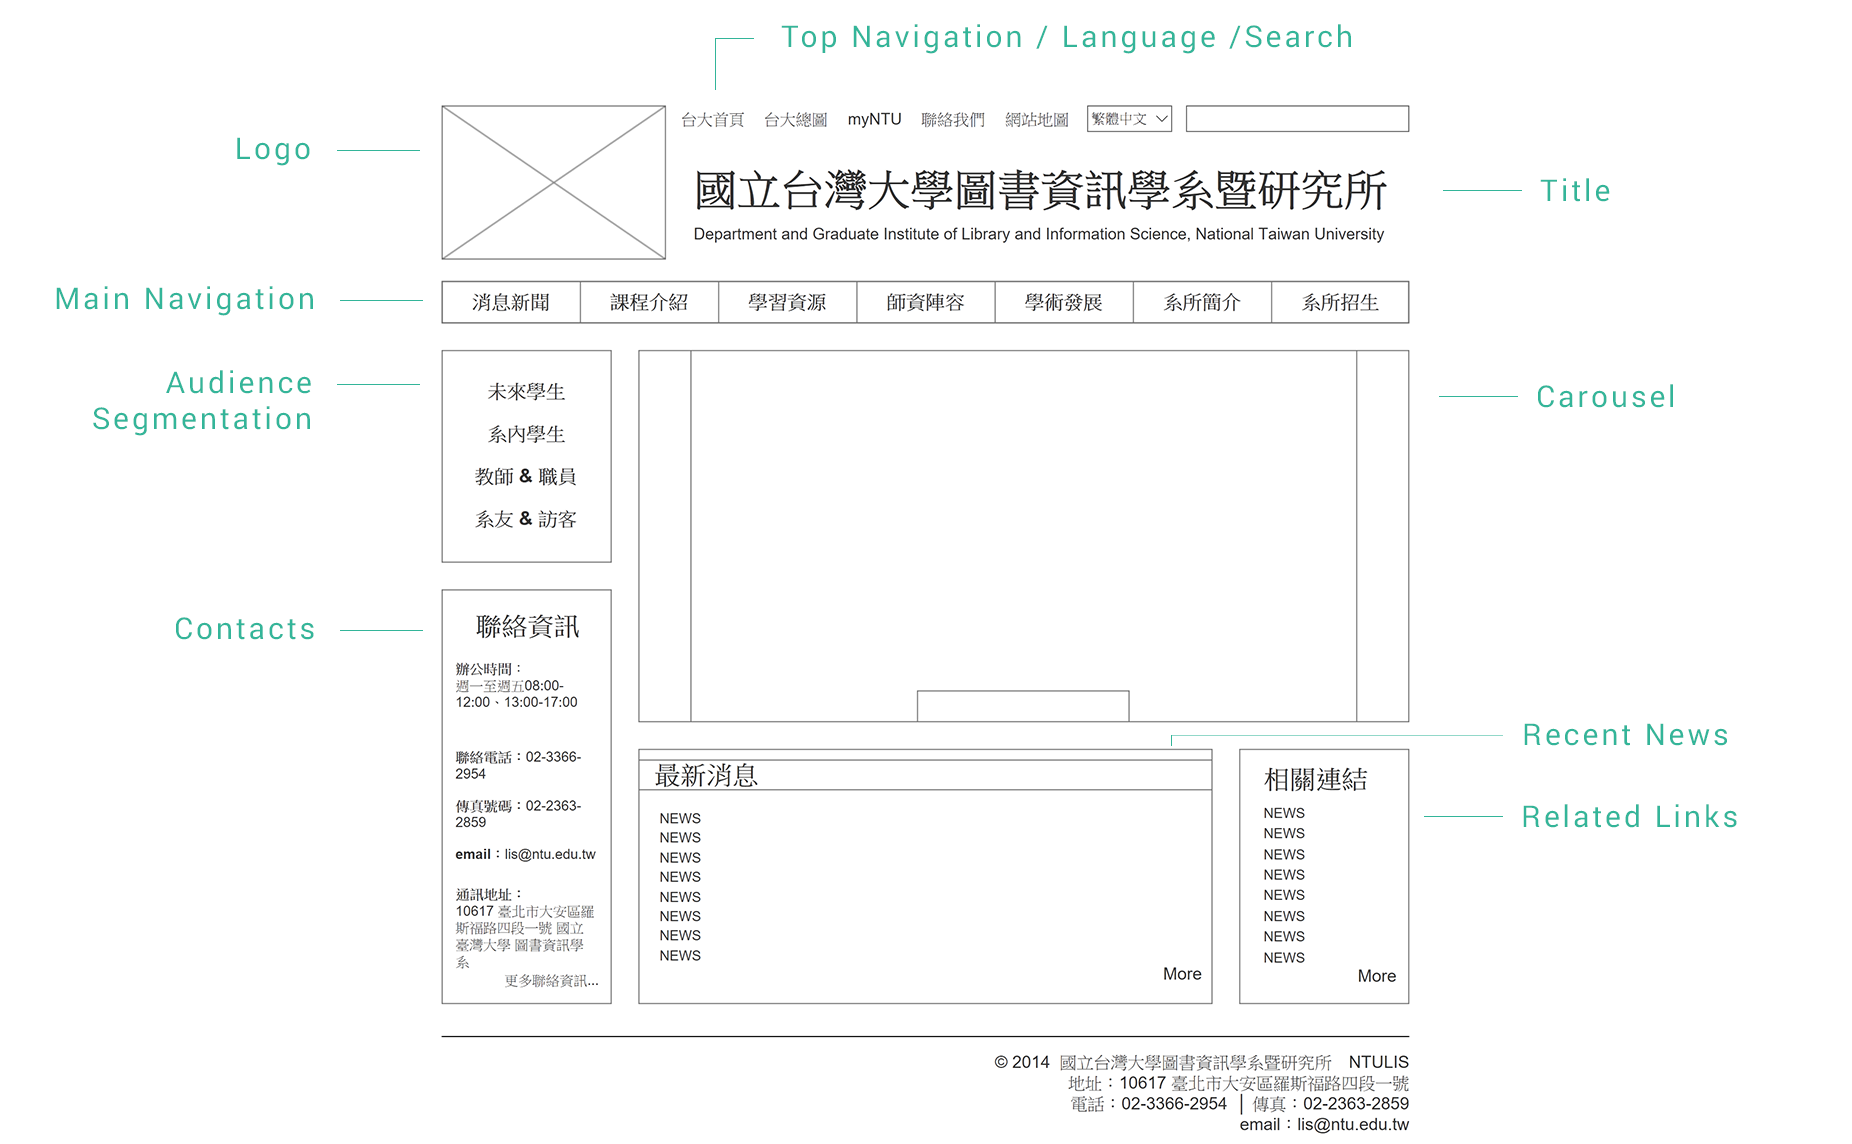 Top Navigation / Language /Search
Logo
台大首頁 台大總圖 myNTU 聯絡我們 網站地圖 繁體中文
國立台灣大學圖書資訊學系暨研究所
Title
Department and Graduate Institute of Library and Information Science, National Taiwan University
Main Navigation
消息新聞 課程介紹 學習資源 師資陣容 學術發展 系所簡介 系所招生
Audience
Segmentation
未來學生
系內學生
教師 & 職員
系友 & 訪客
Carousel
Contacts
聯絡資訊
辦公時間：
週一至週五08:00-
12:00、13:00-17:00
聯絡電話：02-3366-
2954
傳真號碼：02-2363-
2859
email：lis@ntu.edu.tw
通訊地址：
10617 臺北市大安區羅
斯福路四段一號 國立
臺灣大學 圖書資訊學
系
更多聯絡資訊...
Recent News
最新消息
NEWS
NEWS
NEWS
NEWS
NEWS
NEWS
NEWS
NEWS
More
相關連結
Related Links
NEWS
NEWS
NEWS
NEWS
NEWS
NEWS
NEWS
NEWS
More
© 2014 國立台灣大學圖書資訊學系暨研究所 NTULIS
地址：10617 臺北市大安區羅斯福路四段一號
電話：02-3366-2954 │ 傳真：02-2363-2859
email：lis@ntu.edu.tw